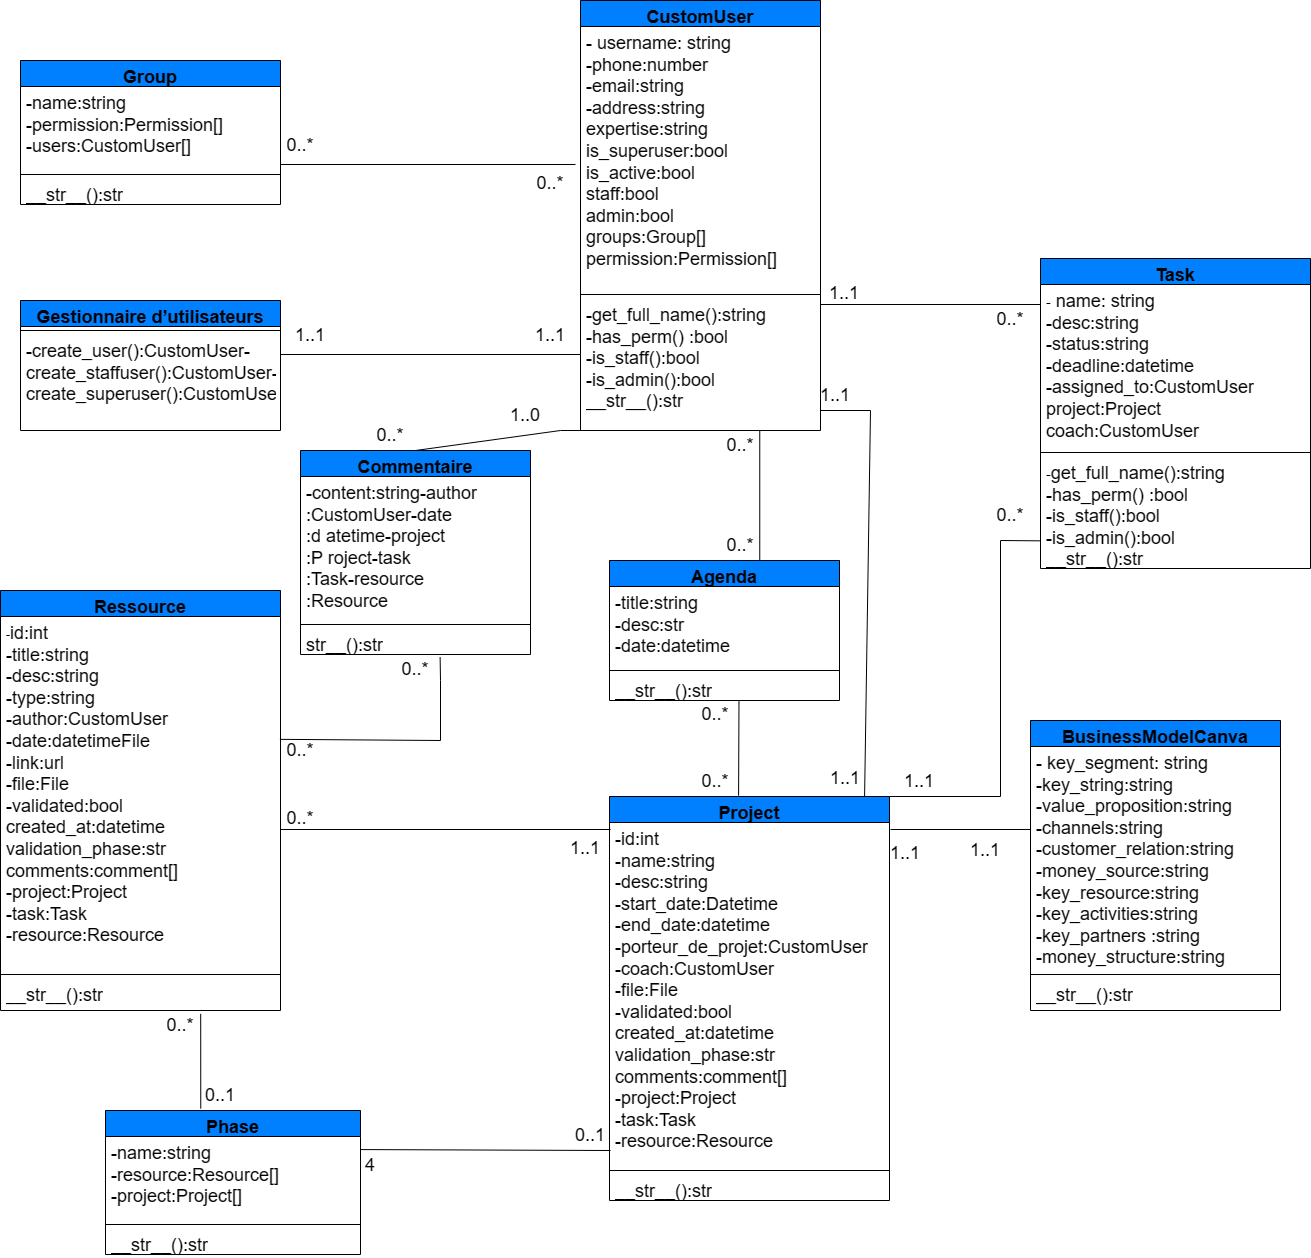 CustomUser
- username: string
-phone:number
-email:string
-address:string
expertise:string
is_superuser:bool
is_active:bool
staff:bool
admin:bool
groups:Group[]
permission:Permission[]
-get_full_name():string
-has_perm() :bool
-is_staff():bool
-is_admin():bool
__str__():str
Group
-name:string
-permission:Permission[]
-users:CustomUser[]
__str__():str
0..*
0..*
Gestionnaire d'utilisateurs
-create_user():CustomUser-
create_staffuser():CustomUser-
create_superuser():CustomUse
1..1
1..1
1..0
0..*
Task
- name: string
-desc:string
-status:string
-deadline:datetime
-assigned_to:CustomUser
project:Project
coach:CustomUser
-get_full_name():string
-has_perm() :bool
-is_staff():bool
-is_admin():bool
__str__():str
1..1
0..*
1..1
0..*
0..*
0..*
Commentaire
-content:string-author
:CustomUser-date
:d atetime-project
:P roject-task
:Task-resource
:Resource
str__():str
0..*
0..*
Agenda
-title:string
-desc:str
-date:datetime
__str__():str
0..*
0..*
1..1
1..1
Ressource
-id:int
-title:string
-desc:string
-type:string
-author:CustomUser
-date:datetimeFile
-link:url
-file:File
-validated:bool
created_at:datetime
validation_phase:str
comments:comment[]
-project:Project
-task:Task
-resource:Resource
__str__():str
0..*
1..1
Project
-id:int
-name:string
-desc:string
-start_date:Datetime
-end_date:datetime
-porteur_de_projet:CustomUser
-coach:CustomUser
-file:File
-validated:bool
created_at:datetime
validation_phase:str
comments:comment[]
-project:Project
-task:Task
-resource:Resource
__str__():str
1..1
1..1
BusinessModelCanva
- key_segment: string
-key_string:string
-value_proposition:string
-channels:string
-customer_relation:string
-money_source:string
-key_resource:string
-key_activities:string
-key_partners :string
-money_structure:string
__str__():str
0..*
0..1
Phase
-name:string
-resource:Resource[]
-project:Project[]
__str__():str
4
0..1